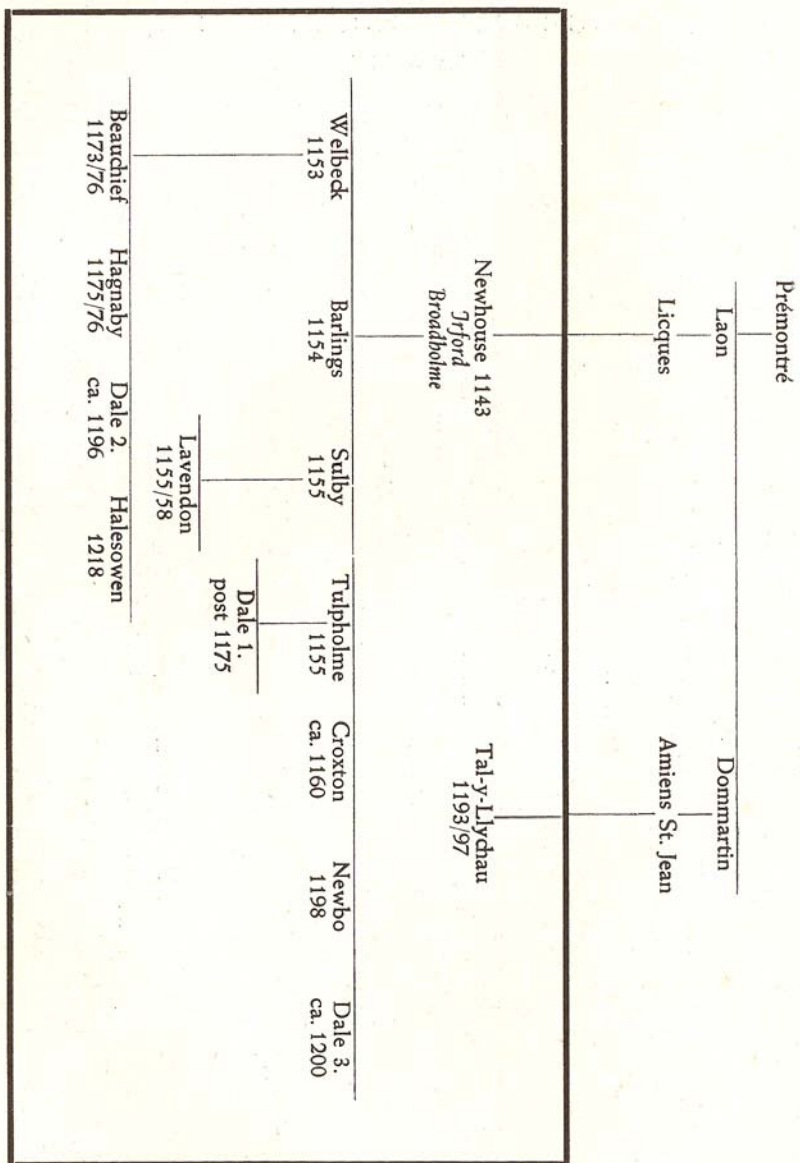 Prémontré
Laon
Dommartin
Licques
Amiens St. Jean
Newhouse 1143
Irford
Broadholme
Tal-y-Llychau
1193/97
Welbeck
1153
Barlings
1154
Sulby
1155
Tulpholme
1155
Croxton
ca. 1160
Newbo
1198
Dale 3.
ca. 1200
Dale 1.
post 1175
Lavendon
1155/58
Beauchief
1173/76
Hagnaby
1175/76
Dale 2.
ca. 1196
Halesowen
1218